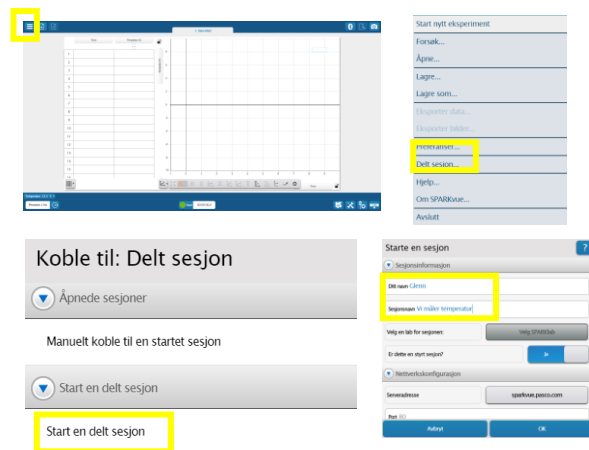 Start nytt eksperiment
Forsøk...
Åpne...
Lagre...
Lagre som...
Eksporter data...
Eksporter bilder...
Preferanser...
Delt sesjon...
Hjelp...
Om SPARKvue...
Avslutt
Koble til: Delt sesjon
Åpnede sesjoner
Manuelt koble til en startet sesjon
Start en delt sesjon
Start en delt sesjon
Starte en sesjon
?
Sesjonsinformasjon
Ditt navn Glenn
Sesjonsnavn Vi måler temperatur
Velg en lab for sesjonen: Velg SPARKlab
Er dette en styrt sesjon? Ja
Nettverkskonfigurasjon
Serveradresse sparkvue.pasco.com
Port 80
Avbryt OK